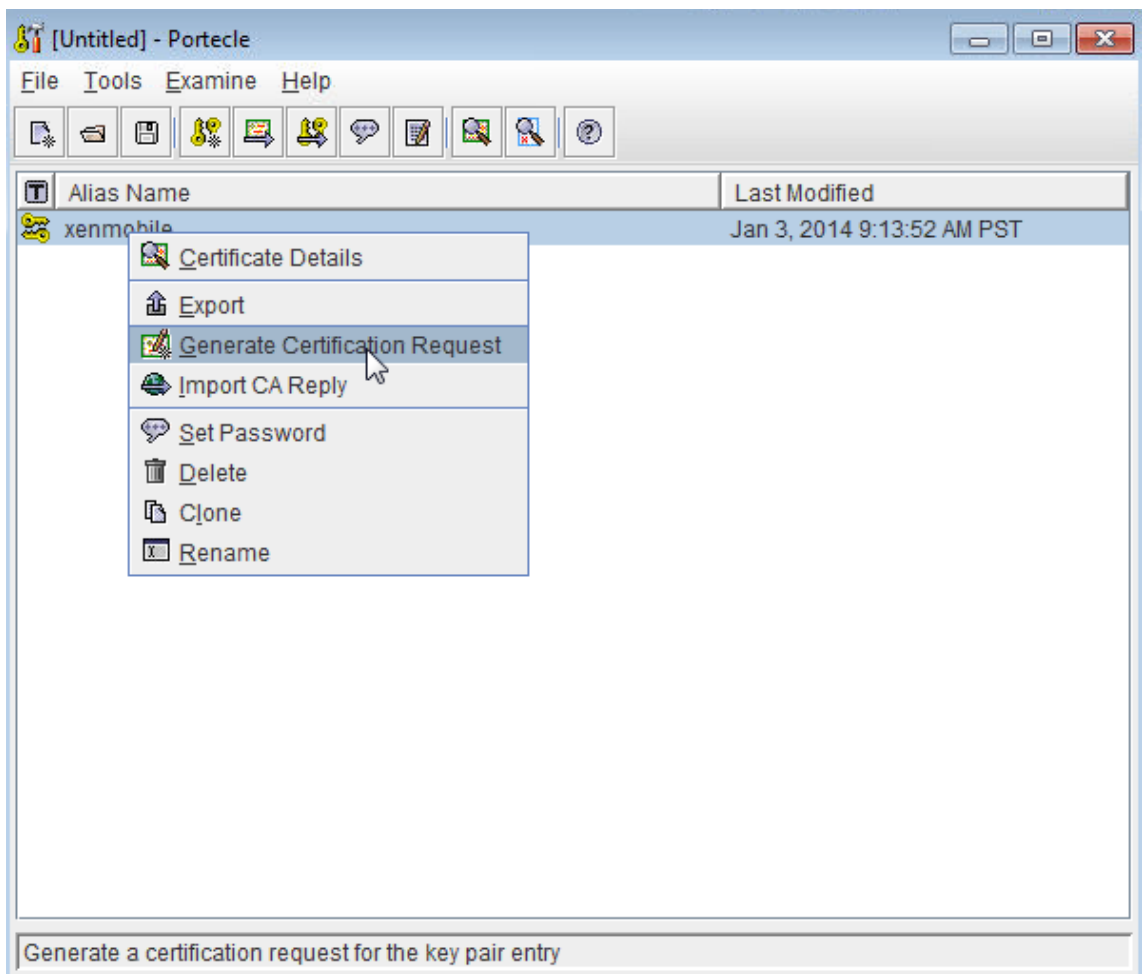 [Untitled] - Portecle
File Tools Examine Help
T Alias Name Last Modified
xenmobile Jan 3, 2014 9:13:52 AM PST
Certificate Details
Export
Generate Certification Request
Import CA Reply
Set Password
Delete
Clone
Rename
Generate a certification request for the key pair entry